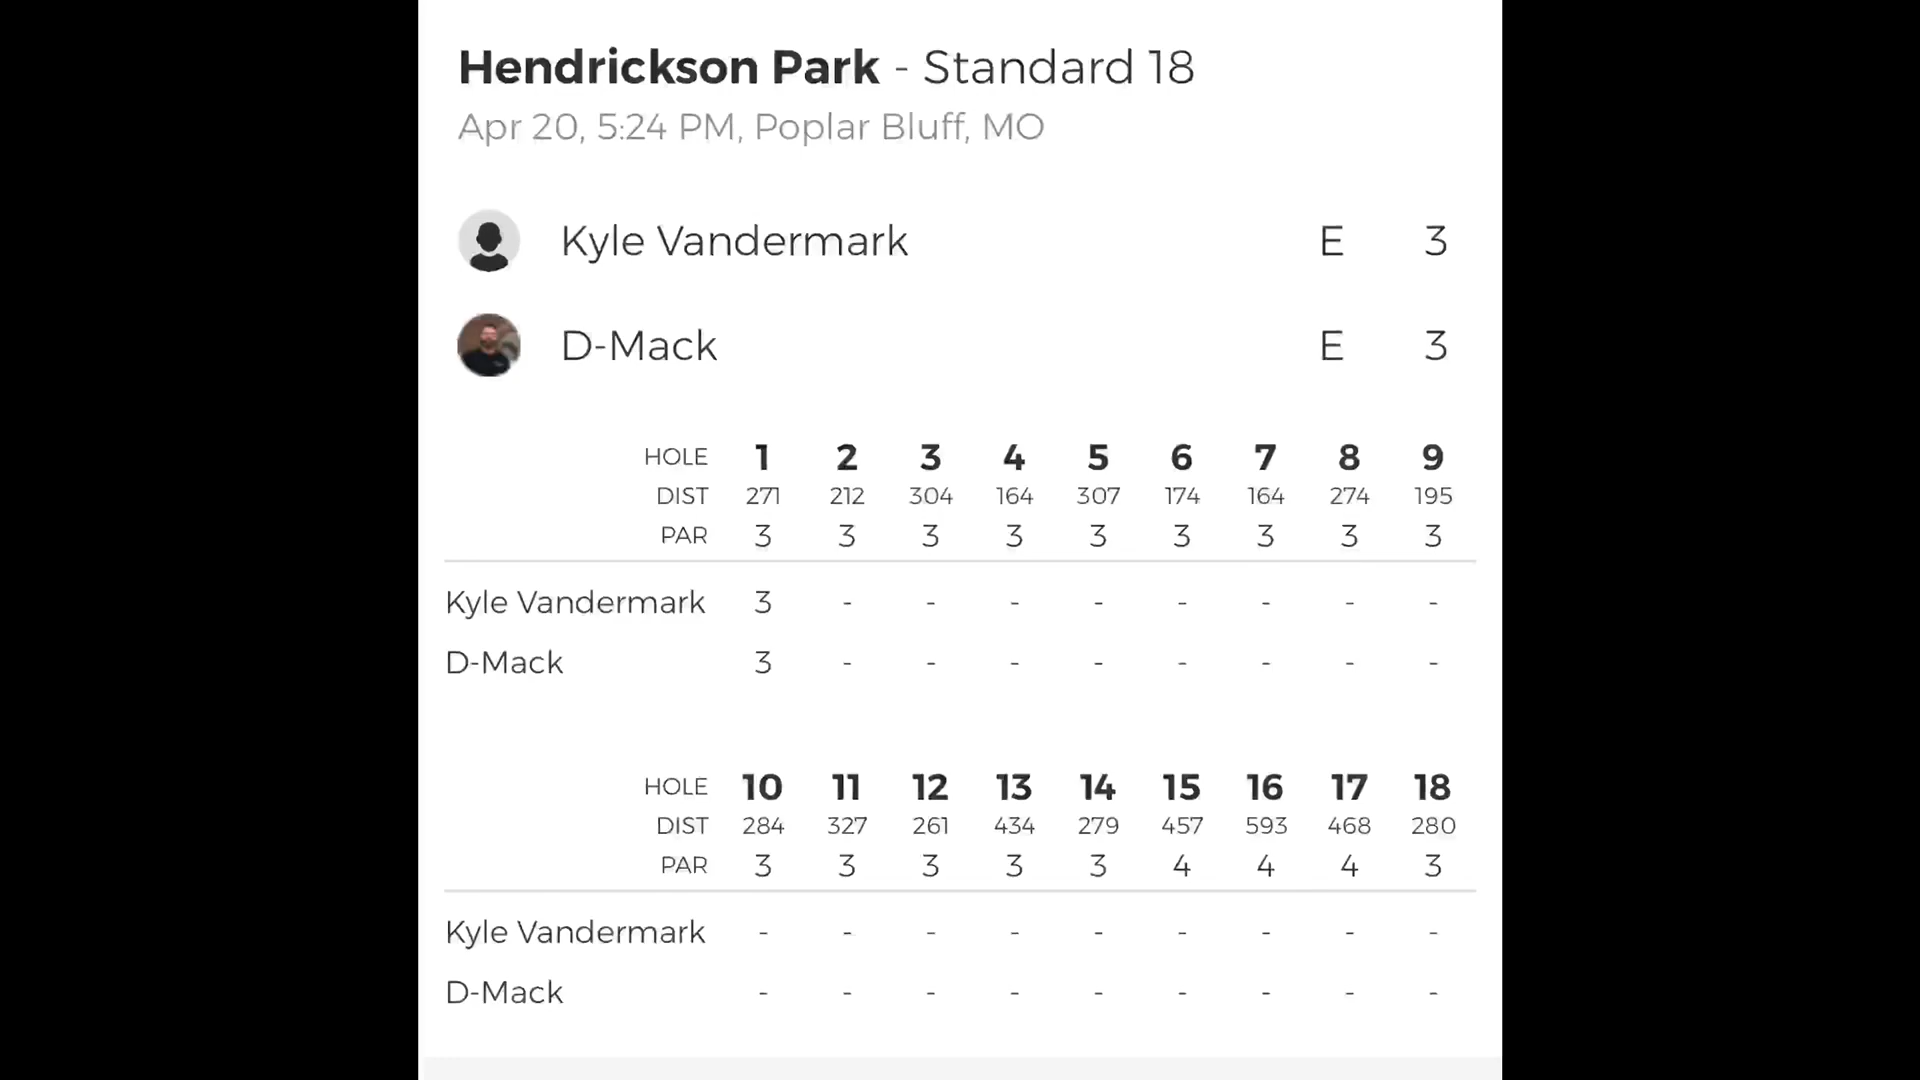 Hendrickson Park - Standard 18
Apr 20, 5:24 PM, Poplar Bluff, MO
Kyle Vandermark E 3
D-Mack E 3
HOLE 1 2 3 4 5 6 7 8 9
DIST 271 212 304 164 307 174 164 274 195
PAR 3 3 3 3 3 3 3 3 3
Kyle Vandermark 3 - - - - - - - -
D-Mack 3 - - - - - - - -
HOLE 10 11 12 13 14 15 16 17 18
DIST 284 327 261 434 279 457 593 468 280
PAR 3 3 3 3 3 4 4 4 3
Kyle Vandermark - - - - - - - - -
D-Mack - - - - - - - - -